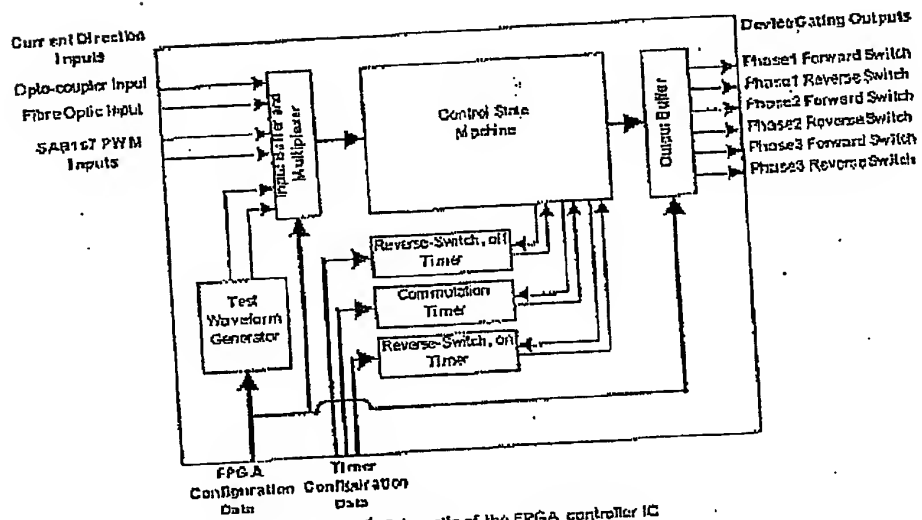 Current Direction
Inputs
Opto-coupler Input
Fibre Optic Input
SAB167 PWM
Inputs
Input Buffer and
Multiplexer
Control State
Machine
Output Buffer
Device Gating Outputs
Phase1 Forward Switch
Phase1 Reverse Switch
Phase2 Forward Switch
Phase2 Reverse Switch
Phase3 Forward Switch
Phase3 Reverse Switch
Reverse-Switch, off
Timer
Commutation
Timer
Reverse-Switch, on
Timer
Test
Waveform
Generator
FPGA
Configuration
Data
Timer
Configuration
Data
of the FPGA controller IC